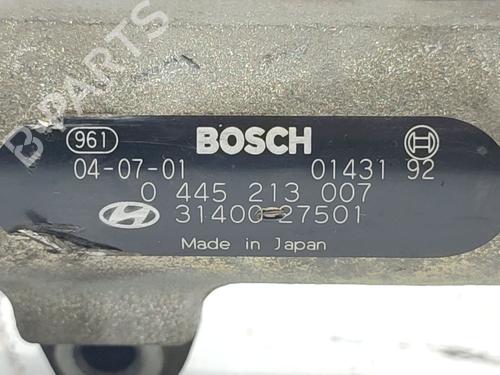 B-PARTS
961
BOSCH
04-07-01 01431 92
0 445 213 007
31400-27501
Made in Japan